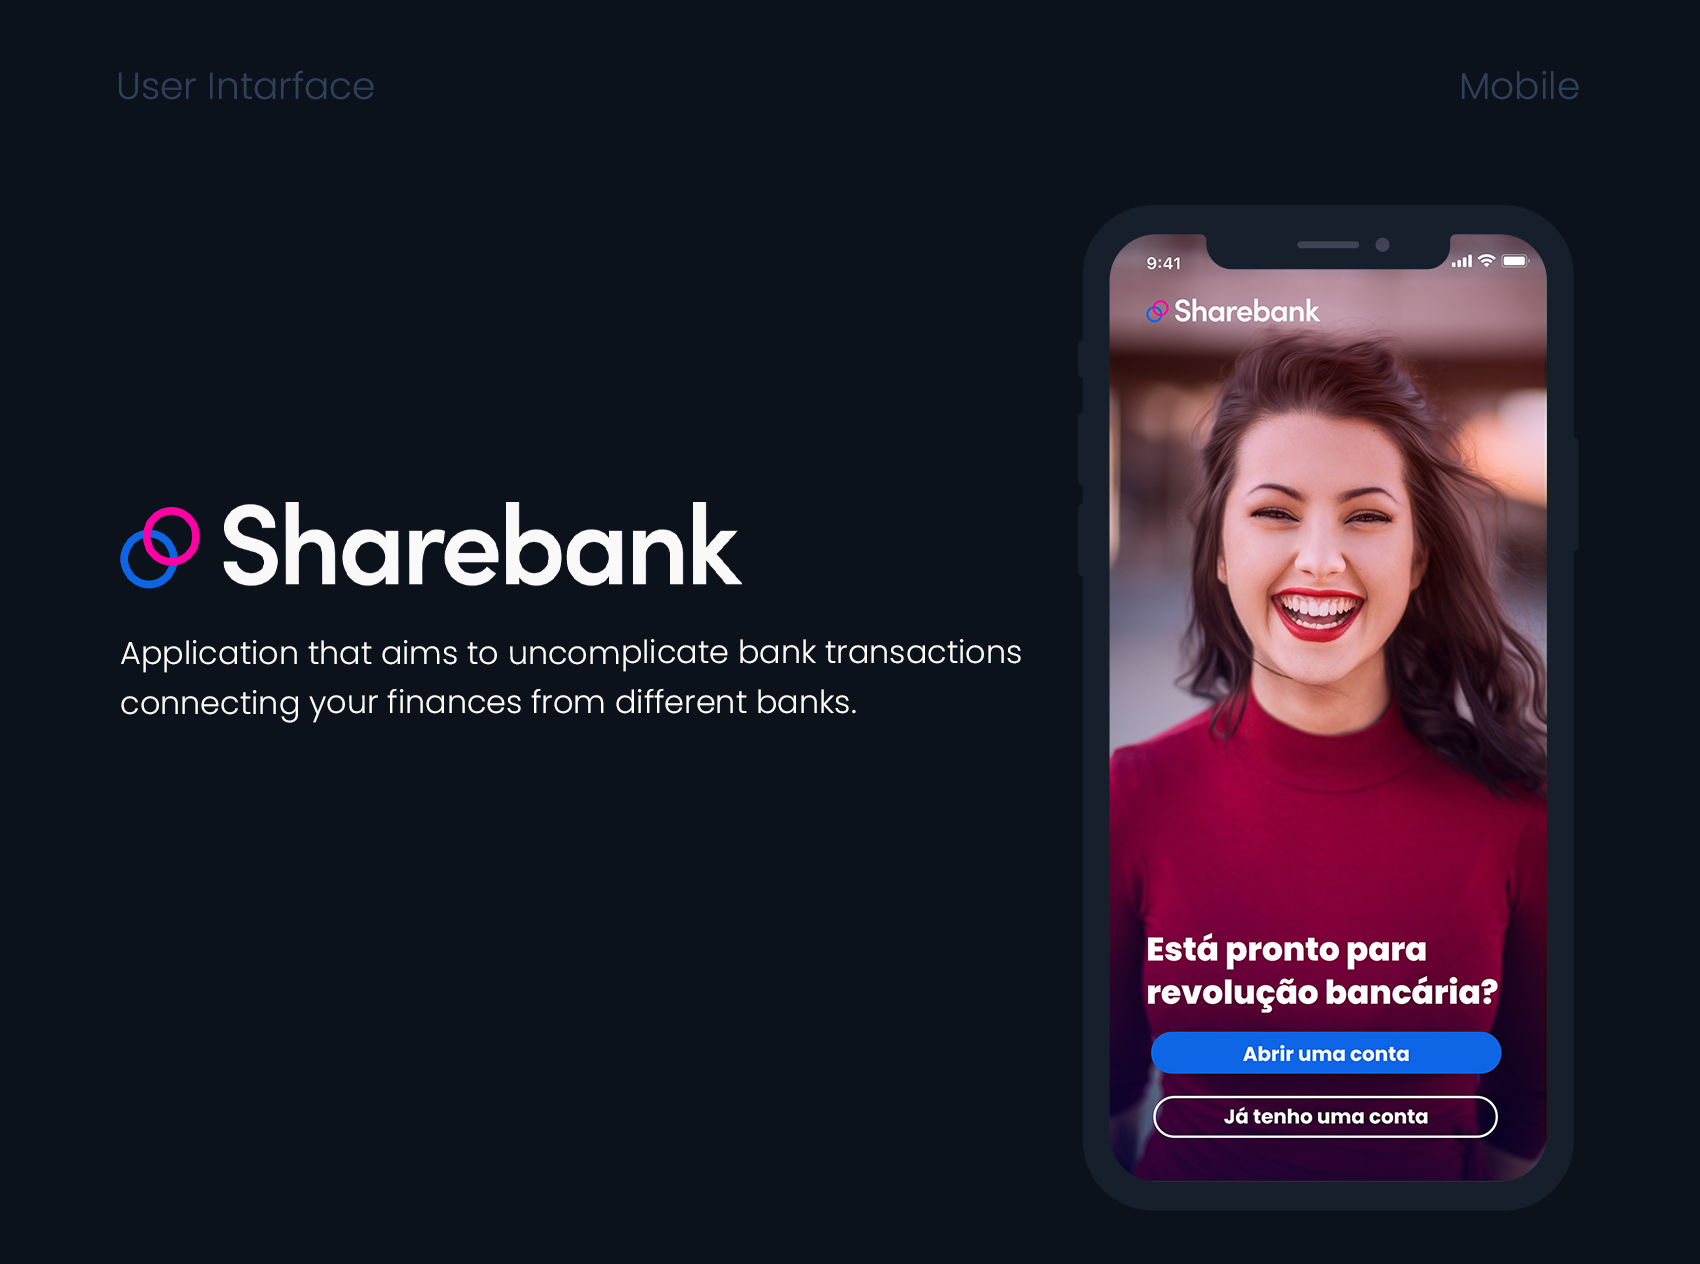 User Intarface
Mobile
9:41
Sharebank
Sharebank
Application that aims to uncomplicate bank transactions
connecting your finances from different banks.
Está pronto para
revolução bancária?
Abrir uma conta
Já tenho uma conta